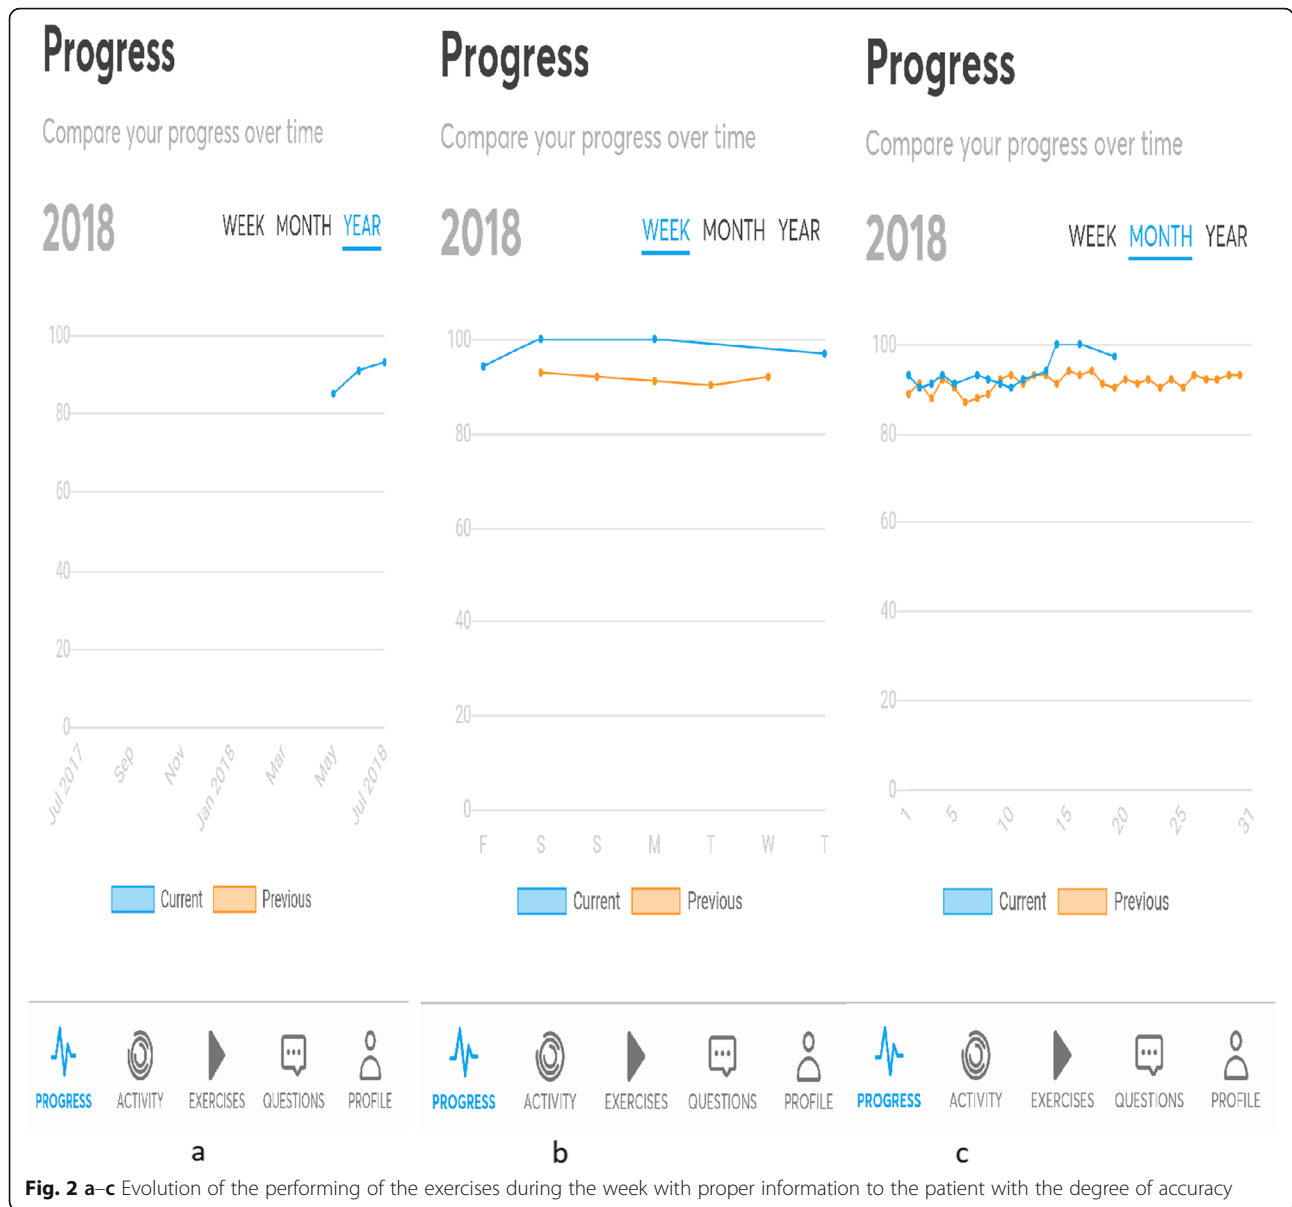 Progress
Compare your progress over time
2018
WEEK MONTH YEAR
100
80
60
40
20
0
Jul 2017
Sep
Nov
Jan 2018
Mar
May
Jul 2018
Current
Previous
PROGRESS
ACTIVITY
EXERCISES
QUESTIONS
PROFILE
a
Progress
Compare your progress over time
2018
WEEK MONTH YEAR
100
80
60
40
20
0
F S S M T W T
Current
Previous
PROGRESS
ACTIVITY
EXERCISES
QUESTIONS
PROFILE
b
Progress
Compare your progress over time
2018
WEEK MONTH YEAR
100
80
60
40
20
0
1
5
10
15
20
25
31
Current
Previous
PROGRESS
ACTIVITY
EXERCISES
QUESTIONS
PROFILE
c
Fig. 2 a–c Evolution of the performing of the exercises during the week with proper information to the patient with the degree of accuracy